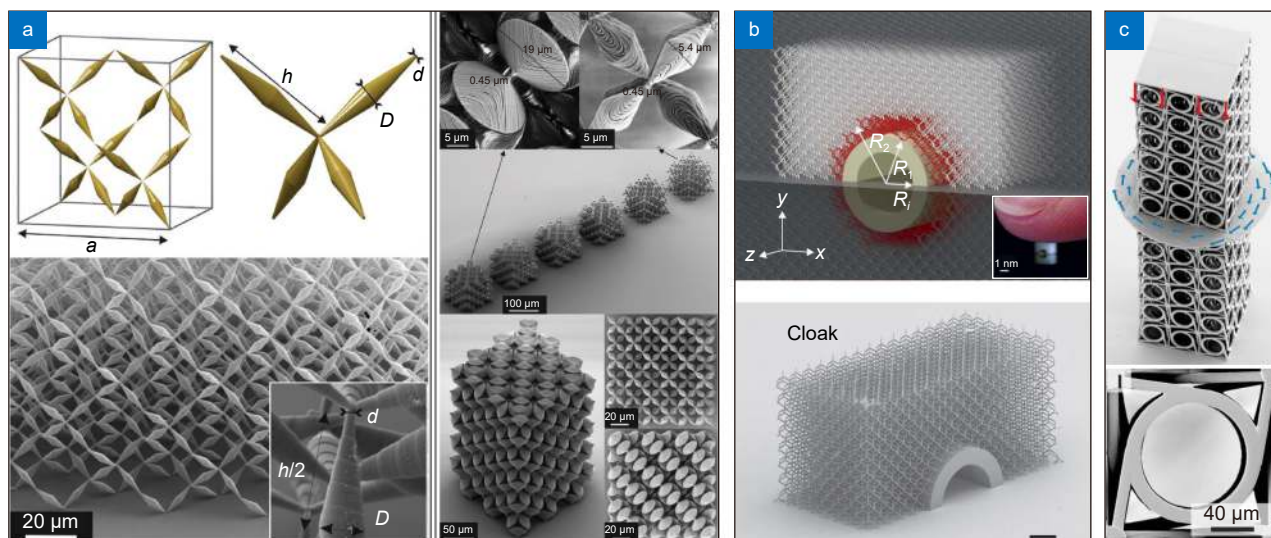 a
h
d
D
a
20 µm
d
h/2
D
19 µm
0.45 µm
5 µm
5.4 µm
0.45 µm
5 µm
100 µm
50 µm
20 µm
20 µm
b
R2
R1
Ri
y
z
x
1 nm
Cloak
c
40 µm